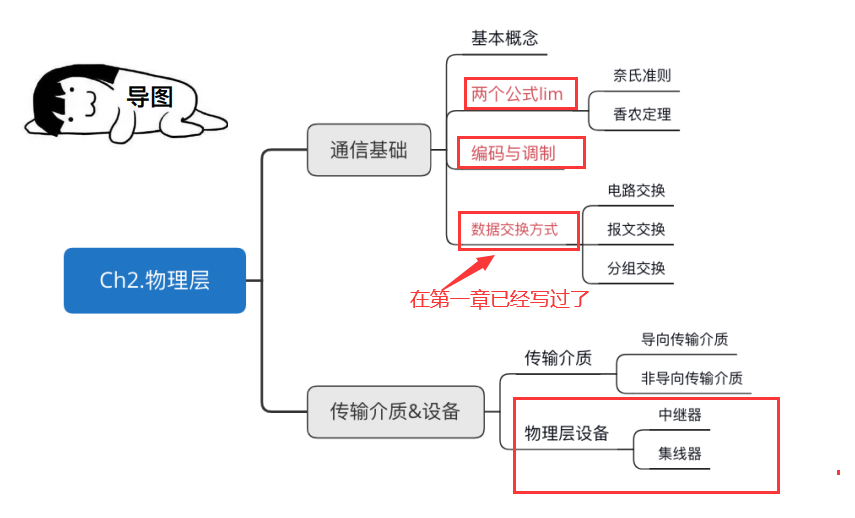 导图
基本概念
两个公式lim
奈氏准则
香农定理
通信基础
编码与调制
数据交换方式
电路交换
报文交换
分组交换
在第一章已经写过了
Ch2.物理层
传输介质&设备
传输介质
导向传输介质
非导向传输介质
物理层设备
中继器
集线器